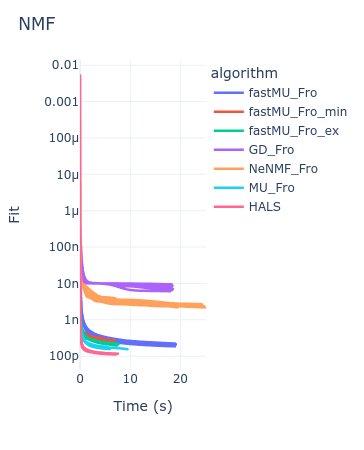 NMF
algorithm
fastMU_Fro
fastMU_Fro_min
fastMU_Fro_ex
GD_Fro
NeNMF_Fro
MU_Fro
HALS
Fit
0.01
0.001
100μ
10μ
1μ
100n
10n
1n
100p
0 10 20
Time (s)